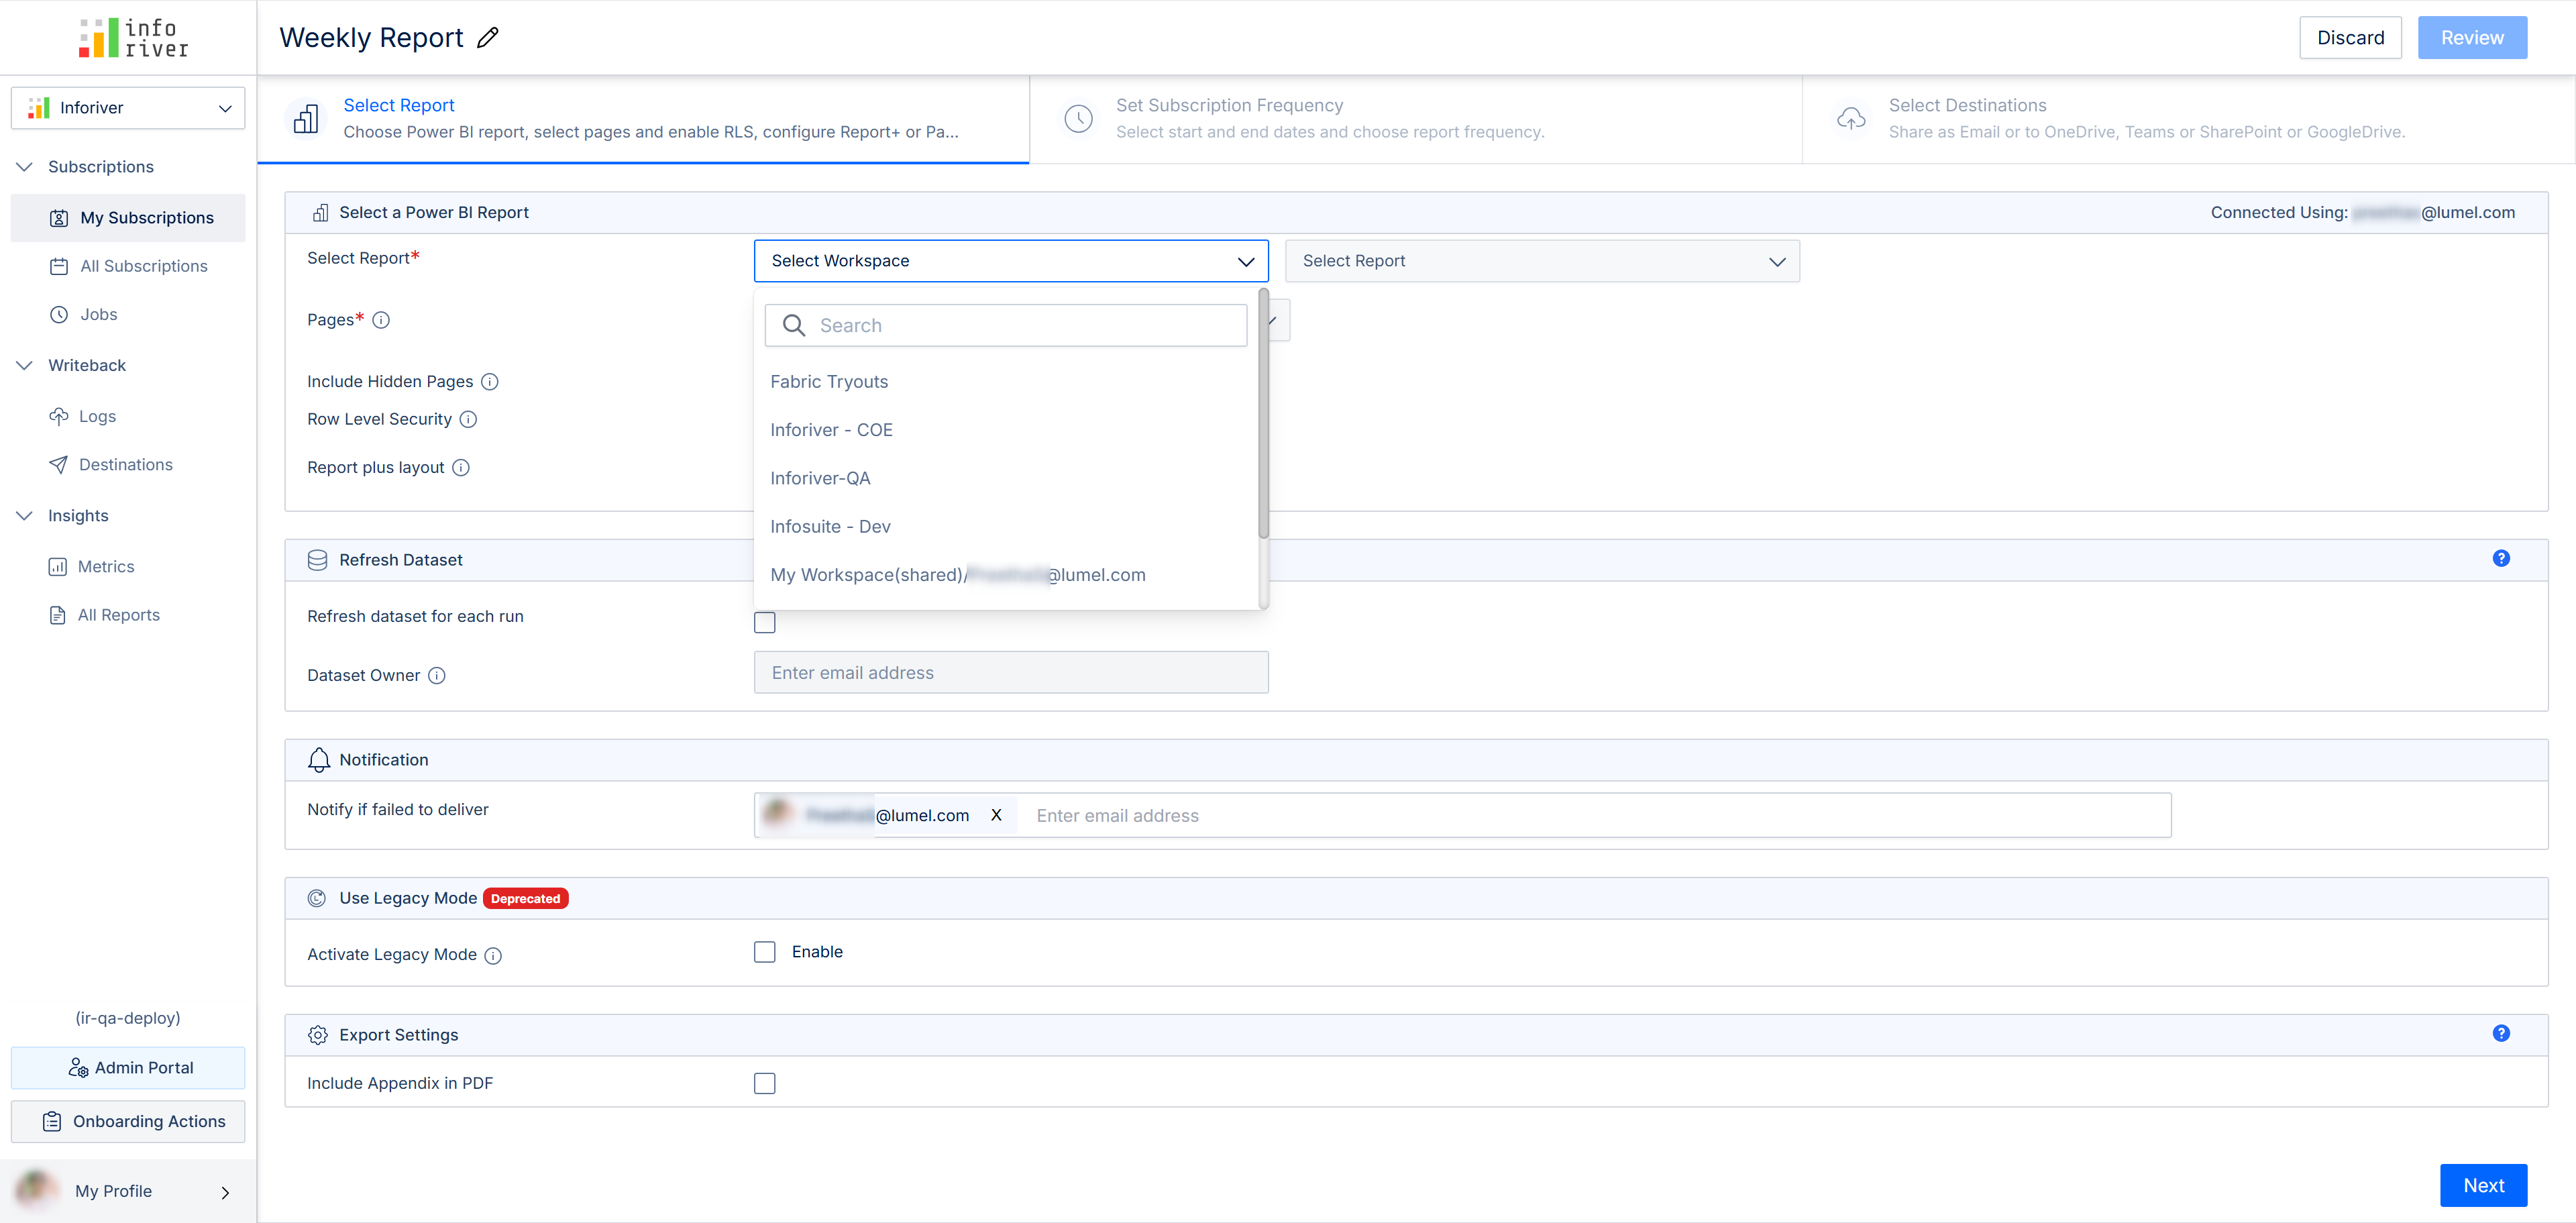 info
river
Weekly Report
Discard
Review
Inforiver
Subscriptions
My Subscriptions
All Subscriptions
Jobs
Writeback
Logs
Destinations
Insights
Metrics
All Reports
(ir-qa-deploy)
Admin Portal
Onboarding Actions
My Profile
Select Report
Choose Power BI report, select pages and enable RLS, configure Report+ or Pa...
Set Subscription Frequency
Select start and end dates and choose report frequency.
Select Destinations
Share as Email or to OneDrive, Teams or SharePoint or GoogleDrive.
Select a Power BI Report
Connected Using: @lumel.com
Select Report*
Select Workspace
Select Report
Pages*
Search
Fabric Tryouts
Inforiver - COE
Inforiver-QA
Infosuite - Dev
My Workspace(shared)/ @lumel.com
Include Hidden Pages
Row Level Security
Report plus layout
Refresh Dataset
Refresh dataset for each run
Dataset Owner
Enter email address
Notification
Notify if failed to deliver
@lumel.com X
Enter email address
Use Legacy Mode Deprecated
Activate Legacy Mode
Enable
Export Settings
Include Appendix in PDF
Next